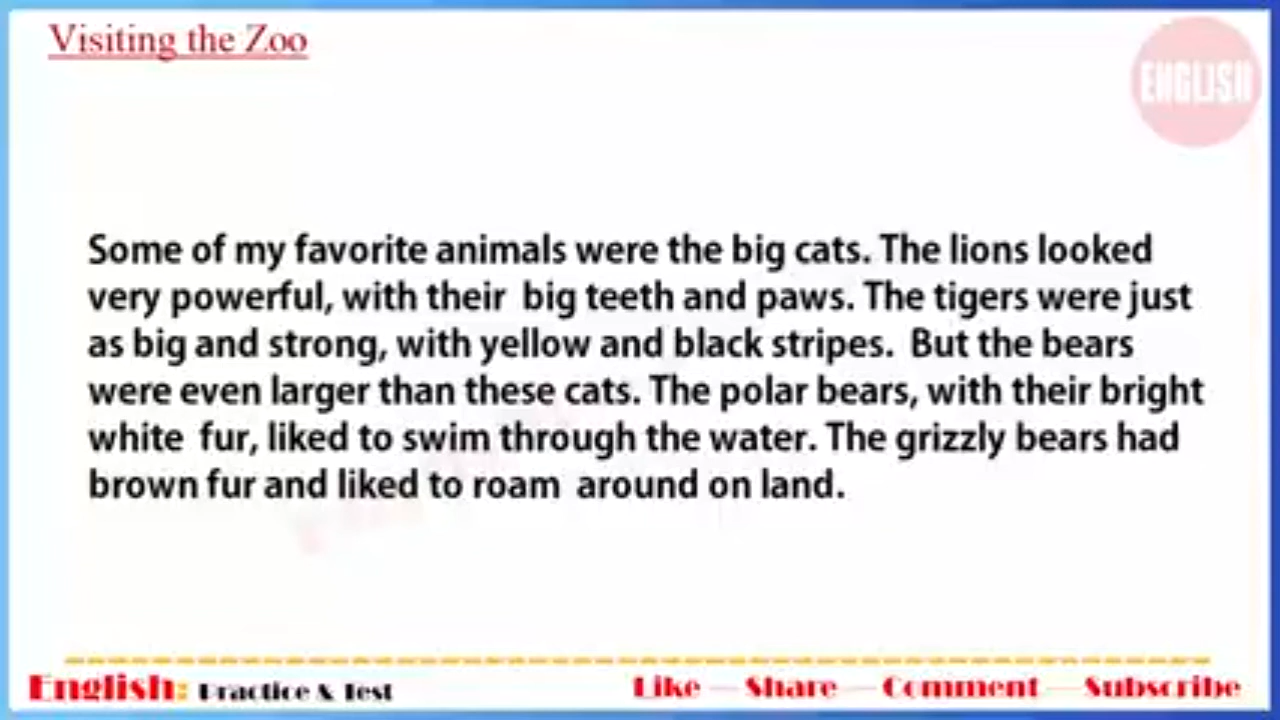 Visiting the Zoo
ENGLISH
Some of my favorite animals were the big cats. The lions looked
very powerful, with their big teeth and paws. The tigers were just
as big and strong, with yellow and black stripes. But the bears
were even larger than these cats. The polar bears, with their bright
white fur, liked to swim through the water. The grizzly bears had
brown fur and liked to roam around on land.
English: Practice & Test
Like — Share — Comment — Subscribe